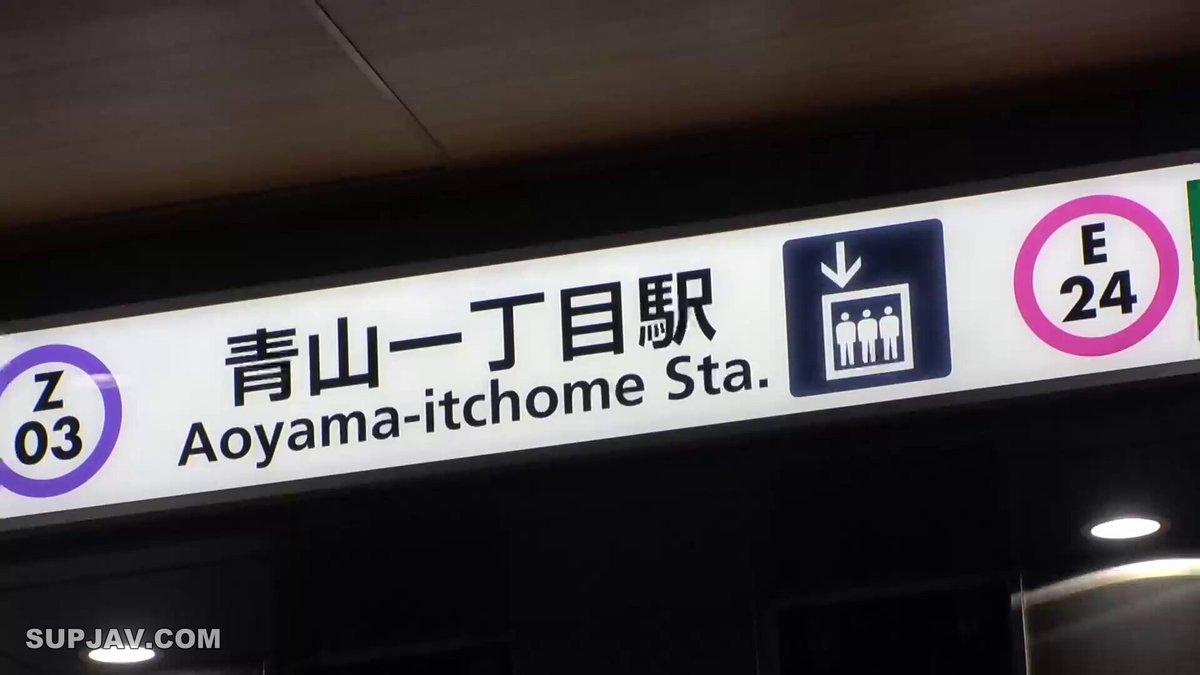 Z
03
青山一丁目駅
Aoyama-itchome Sta.
E
24
SUPJAV.COM